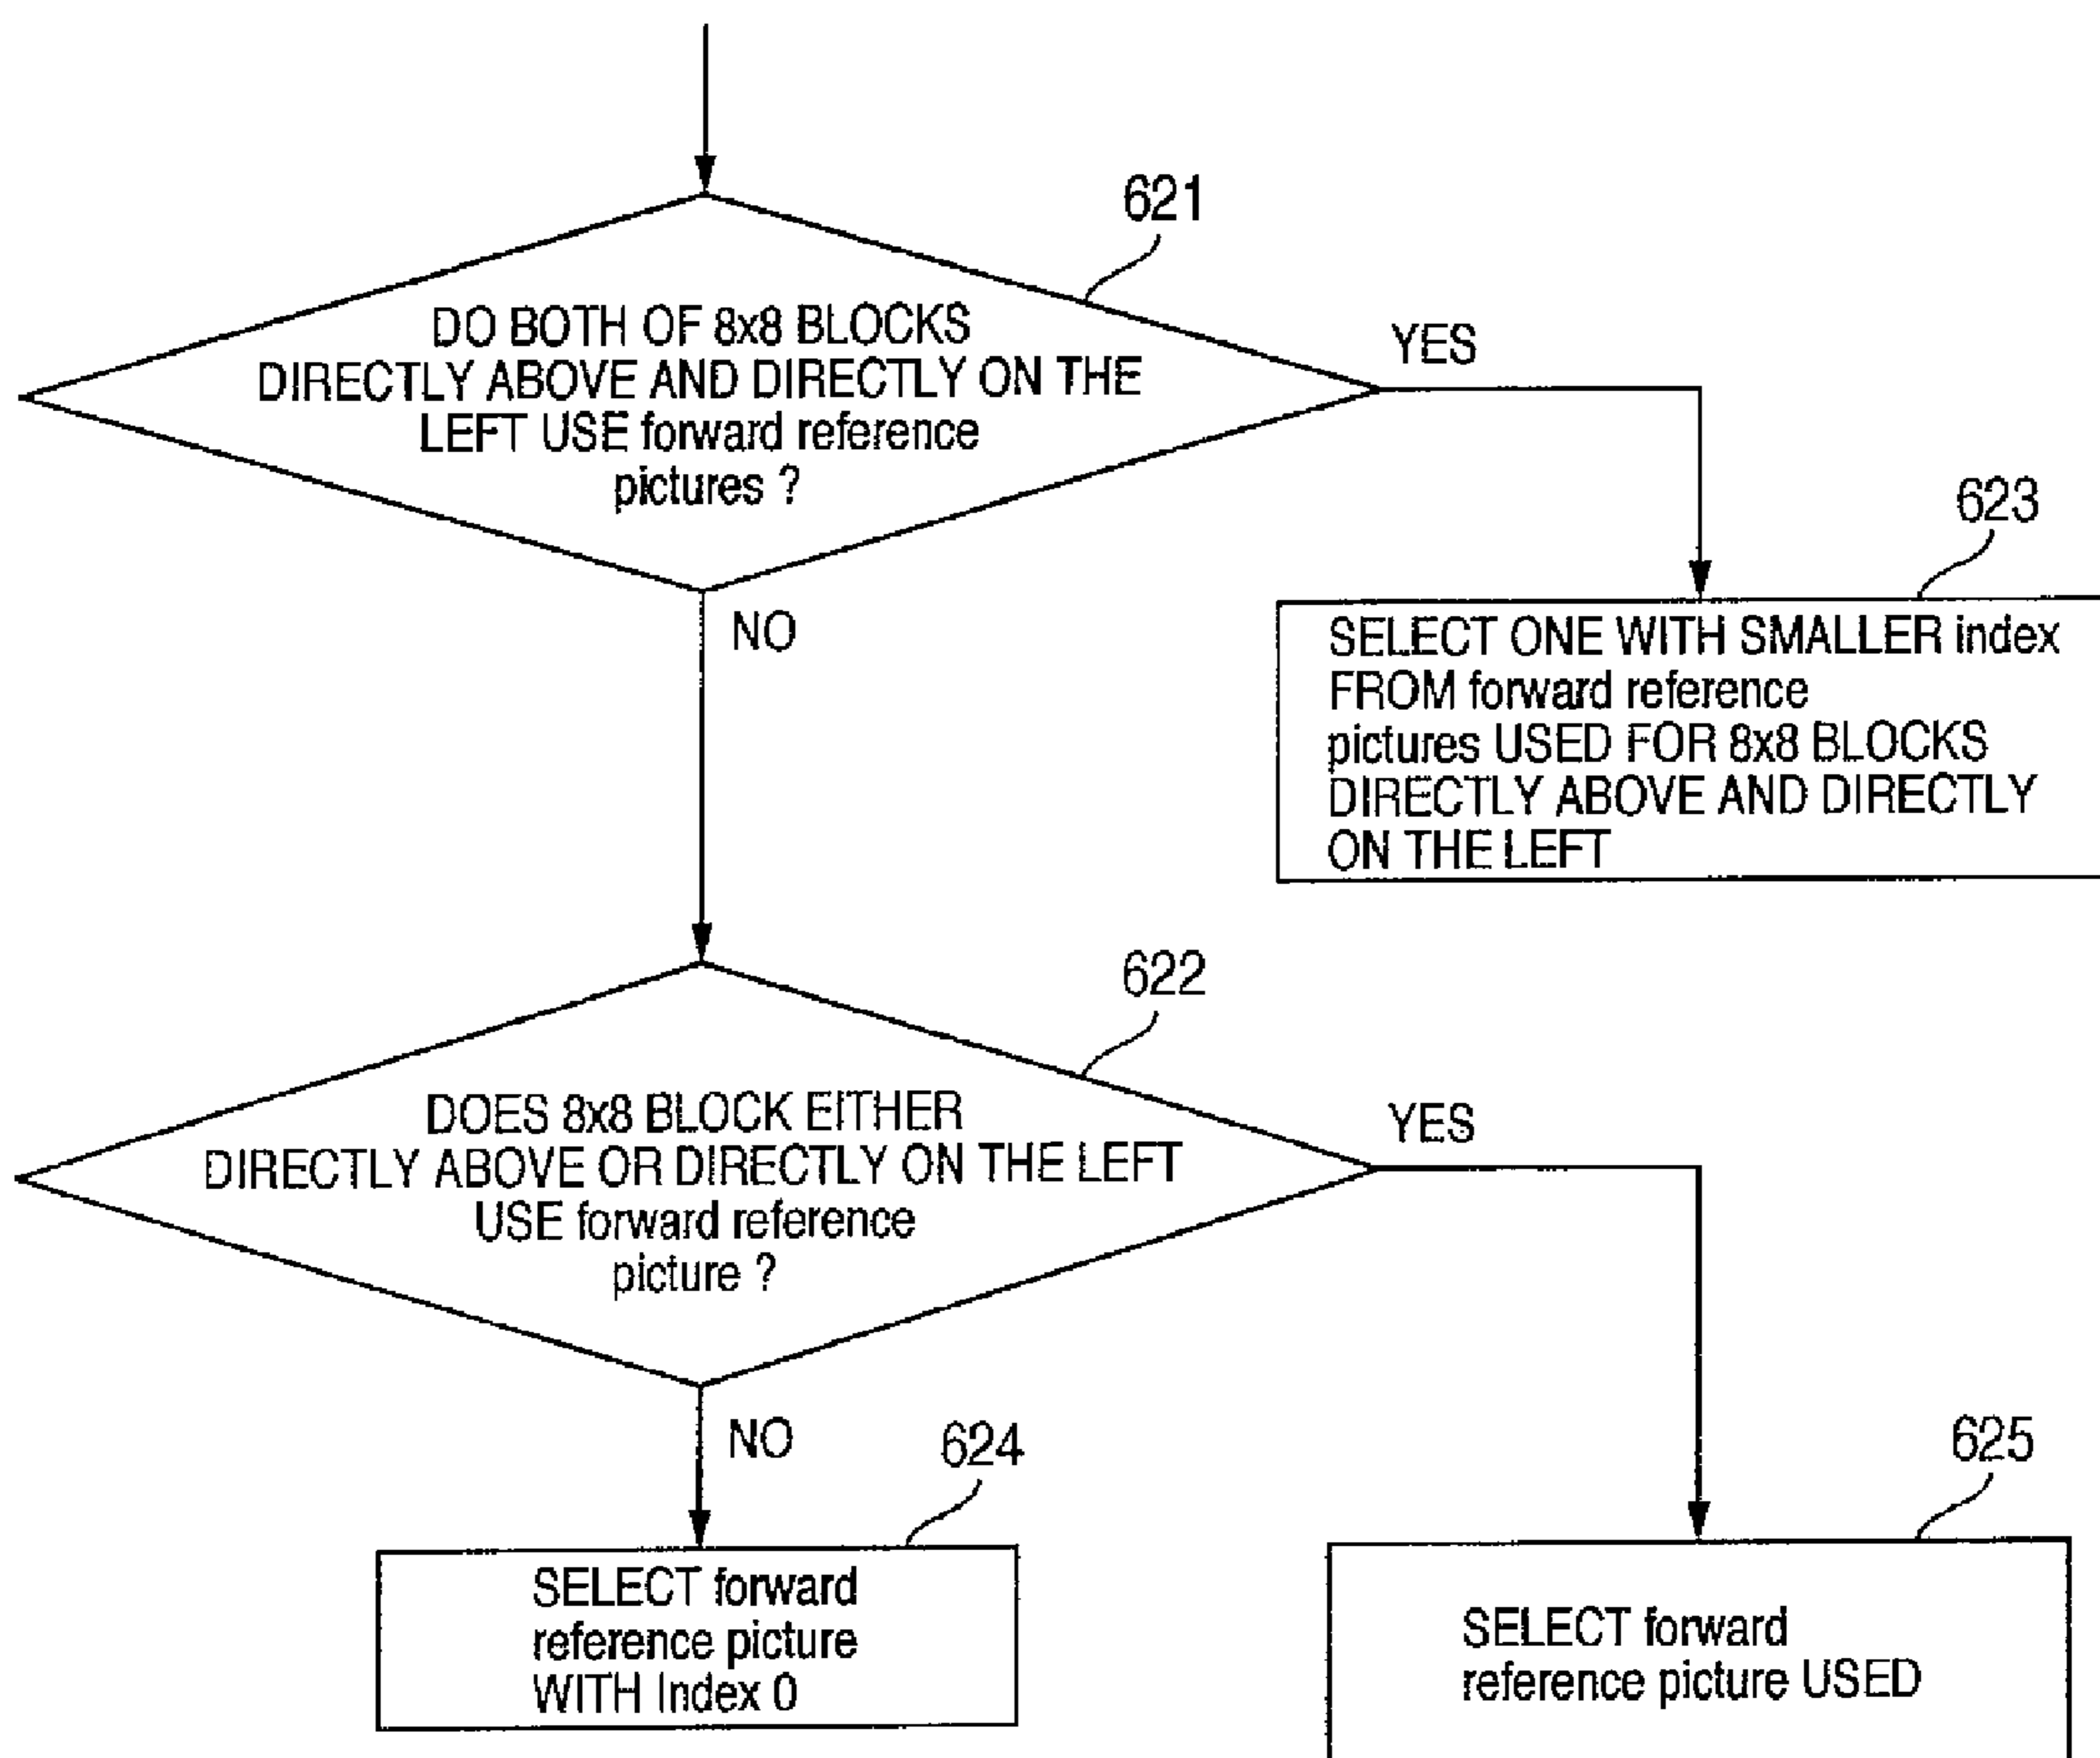 621
DO BOTH OF 8x8 BLOCKS
DIRECTLY ABOVE AND DIRECTLY ON THE
LEFT USE forward reference
pictures ?
YES
NO
623
SELECT ONE WITH SMALLER index
FROM forward reference
pictures USED FOR 8x8 BLOCKS
DIRECTLY ABOVE AND DIRECTLY
ON THE LEFT
622
DOES 8x8 BLOCK EITHER
DIRECTLY ABOVE OR DIRECTLY ON THE LEFT
USE forward reference
picture ?
YES
NO
624
SELECT forward
reference picture
WITH Index 0
625
SELECT forward
reference picture USED